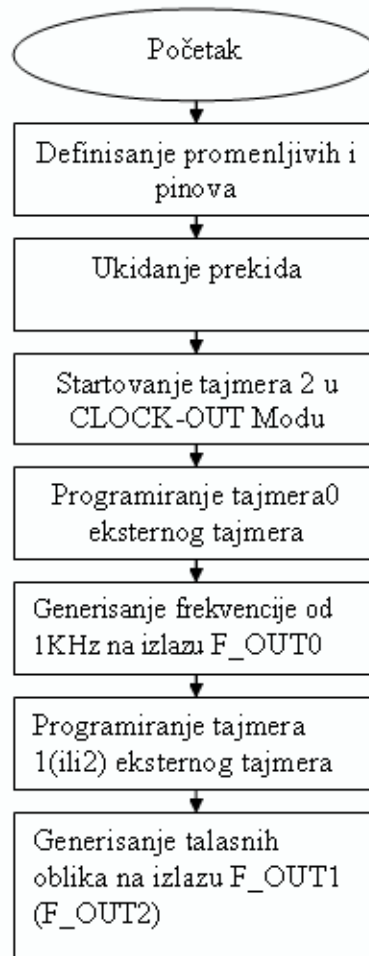 Početak
Definisanje promenljivih i
pinova
Ukidanje prekida
Startovanje tajmera 2 u
CLOCK-OUT Modu
Programiranje tajmera0
eksternog tajmera
Generisanje frekvencije od
1KHz na izlazu F_OUT0
Programiranje tajmera
1(ili2) eksternog tajmera
Generisanje talasnih
oblika na izlazu F_OUT1
(F_OUT2)